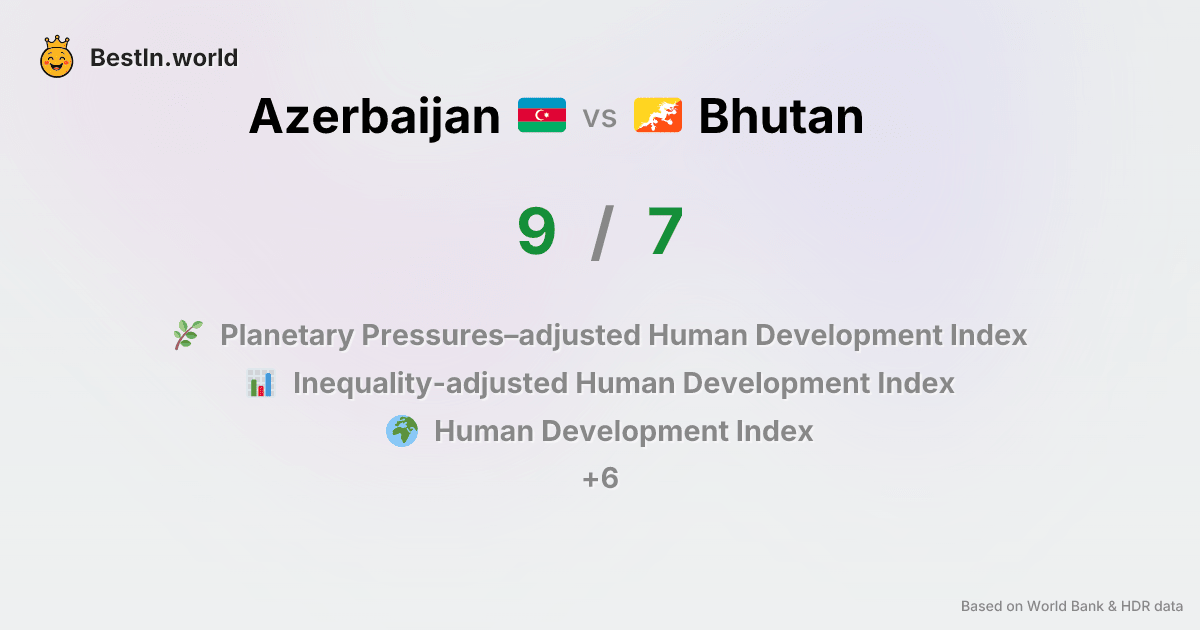 BestIn.world
Azerbaijan vs Bhutan
9 / 7
Planetary Pressures–adjusted Human Development Index
Inequality-adjusted Human Development Index
Human Development Index
+6
Based on World Bank & HDR data